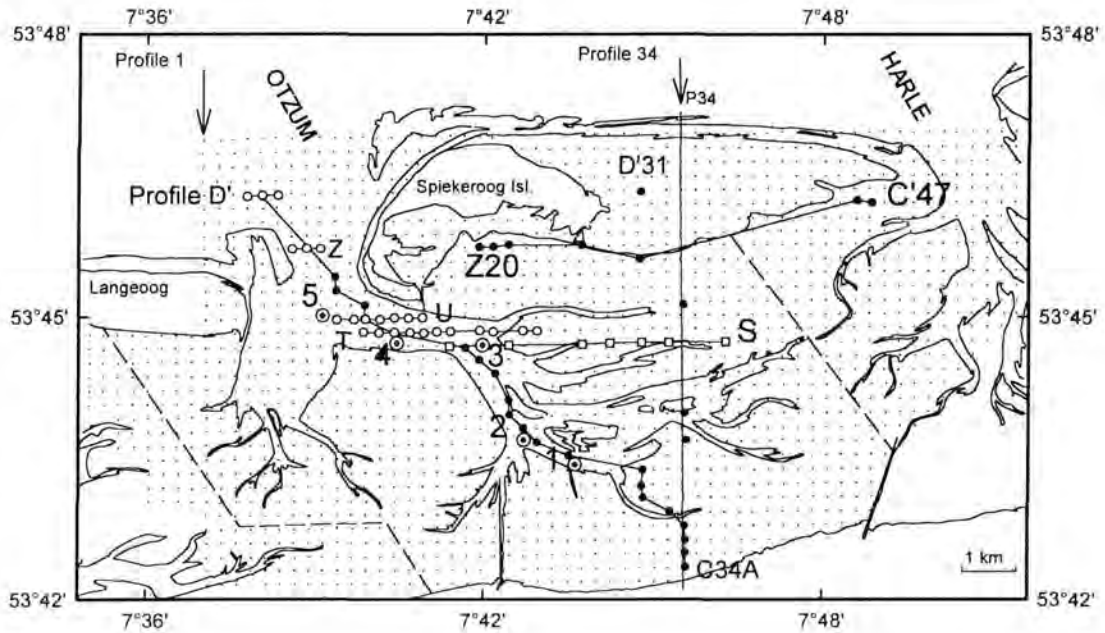 7°36' 7°42' 7°48'
53°48' 53°48'
Profile 1
OTZUM
Profile 34
HARLE
P34
D'31
Profile D'
Spiekeroog Isl.
C'47
Z
Z20
Langeoog
5
U
53°45' 53°45'
T
4
3
S
2
1
1 km
C34A
53°42' 53°42'
7°36' 7°42' 7°48'